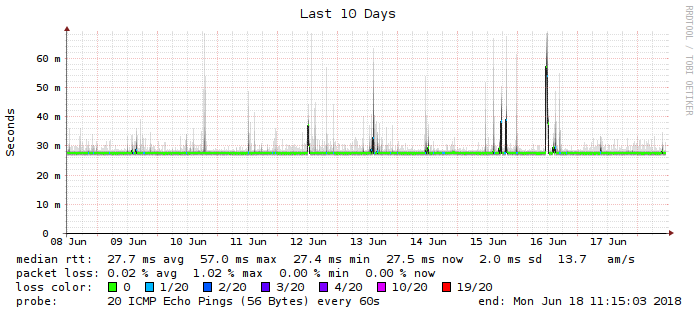 Last 10 Days
RRDTOOL / TOBI OETIKER
Seconds
60 m
50 m
40 m
30 m
20 m
10 m
0
08 Jun 09 Jun 10 Jun 11 Jun 12 Jun 13 Jun 14 Jun 15 Jun 16 Jun 17 Jun
median rtt: 27.7 ms avg 57.0 ms max 27.4 ms min 27.5 ms now 2.0 ms sd 13.7 am/s
packet loss: 0.02 % avg 1.02 % max 0.00 % min 0.00 % now
loss color: 0 1/20 2/20 3/20 4/20 10/20 19/20
probe: 20 ICMP Echo Pings (56 Bytes) every 60s end: Mon Jun 18 11:15:03 2018